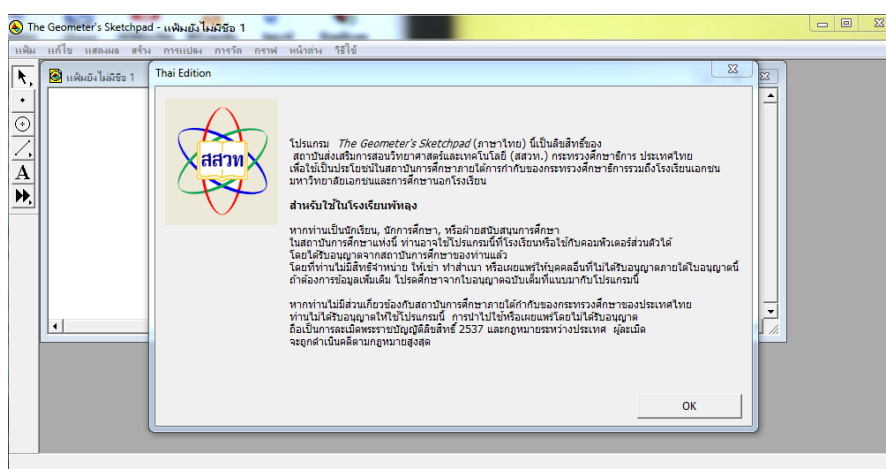 The Geometer's Sketchpad - แฟ้มยังไม่มีชื่อ 1
แฟ้ม แก้ไข แสดงผล สร้าง การแปลง การวัด กราฟ หน้าต่าง วิธีใช้
แฟ้มยังไม่มีชื่อ 1
Thai Edition
สสวท
โปรแกรม The Geometer's Sketchpad (ภาษาไทย) นี้เป็นลิขสิทธิ์ของ
สถาบันส่งเสริมการสอนวิทยาศาสตร์และเทคโนโลยี (สสวท.) กระทรวงศึกษาธิการ ประเทศไทย
เพื่อใช้เป็นประโยชน์ในสถาบันการศึกษาภายใต้การกำกับของกระทรวงศึกษาธิการรวมถึงโรงเรียนเอกชน
มหาวิทยาลัยเอกชนและการศึกษานอกโรงเรียน
สำหรับใช้ในโรงเรียนพัทลุง
หากท่านเป็นนักเรียน, นักการศึกษา, หรือฝ่ายสนับสนุนการศึกษา
ในสถาบันการศึกษาแห่งนี้ ท่านอาจใช้โปรแกรมนี้ที่โรงเรียนหรือใช้กับคอมพิวเตอร์ส่วนตัวได้
โดยได้รับอนุญาตจากสถาบันการศึกษาของท่านแล้ว
โดยที่ท่านไม่มีสิทธิ์จำหน่าย ให้เช่า ทำสำเนา หรือเผยแพร่ให้บุคคลอื่นที่ไม่ได้รับอนุญาตภายใต้ใบอนุญาตนี้
ถ้าต้องการข้อมูลเพิ่มเติม โปรดศึกษาจากใบอนุญาตฉบับเต็มที่แนบมากับโปรแกรมนี้
หากท่านไม่มีส่วนเกี่ยวข้องกับสถาบันการศึกษาภายใต้กำกับของกระทรวงศึกษาของประเทศไทย
ท่านไม่ได้รับอนุญาตให้ใช้โปรแกรมนี้ การนำไปใช้หรือเผยแพร่โดยไม่ได้รับอนุญาต
ถือเป็นการละเมิดพระราชบัญญัติลิขสิทธิ์ 2537 และกฎหมายระหว่างประเทศ ผู้ละเมิด
จะถูกดำเนินคดีตามกฎหมายสูงสุด
OK
A